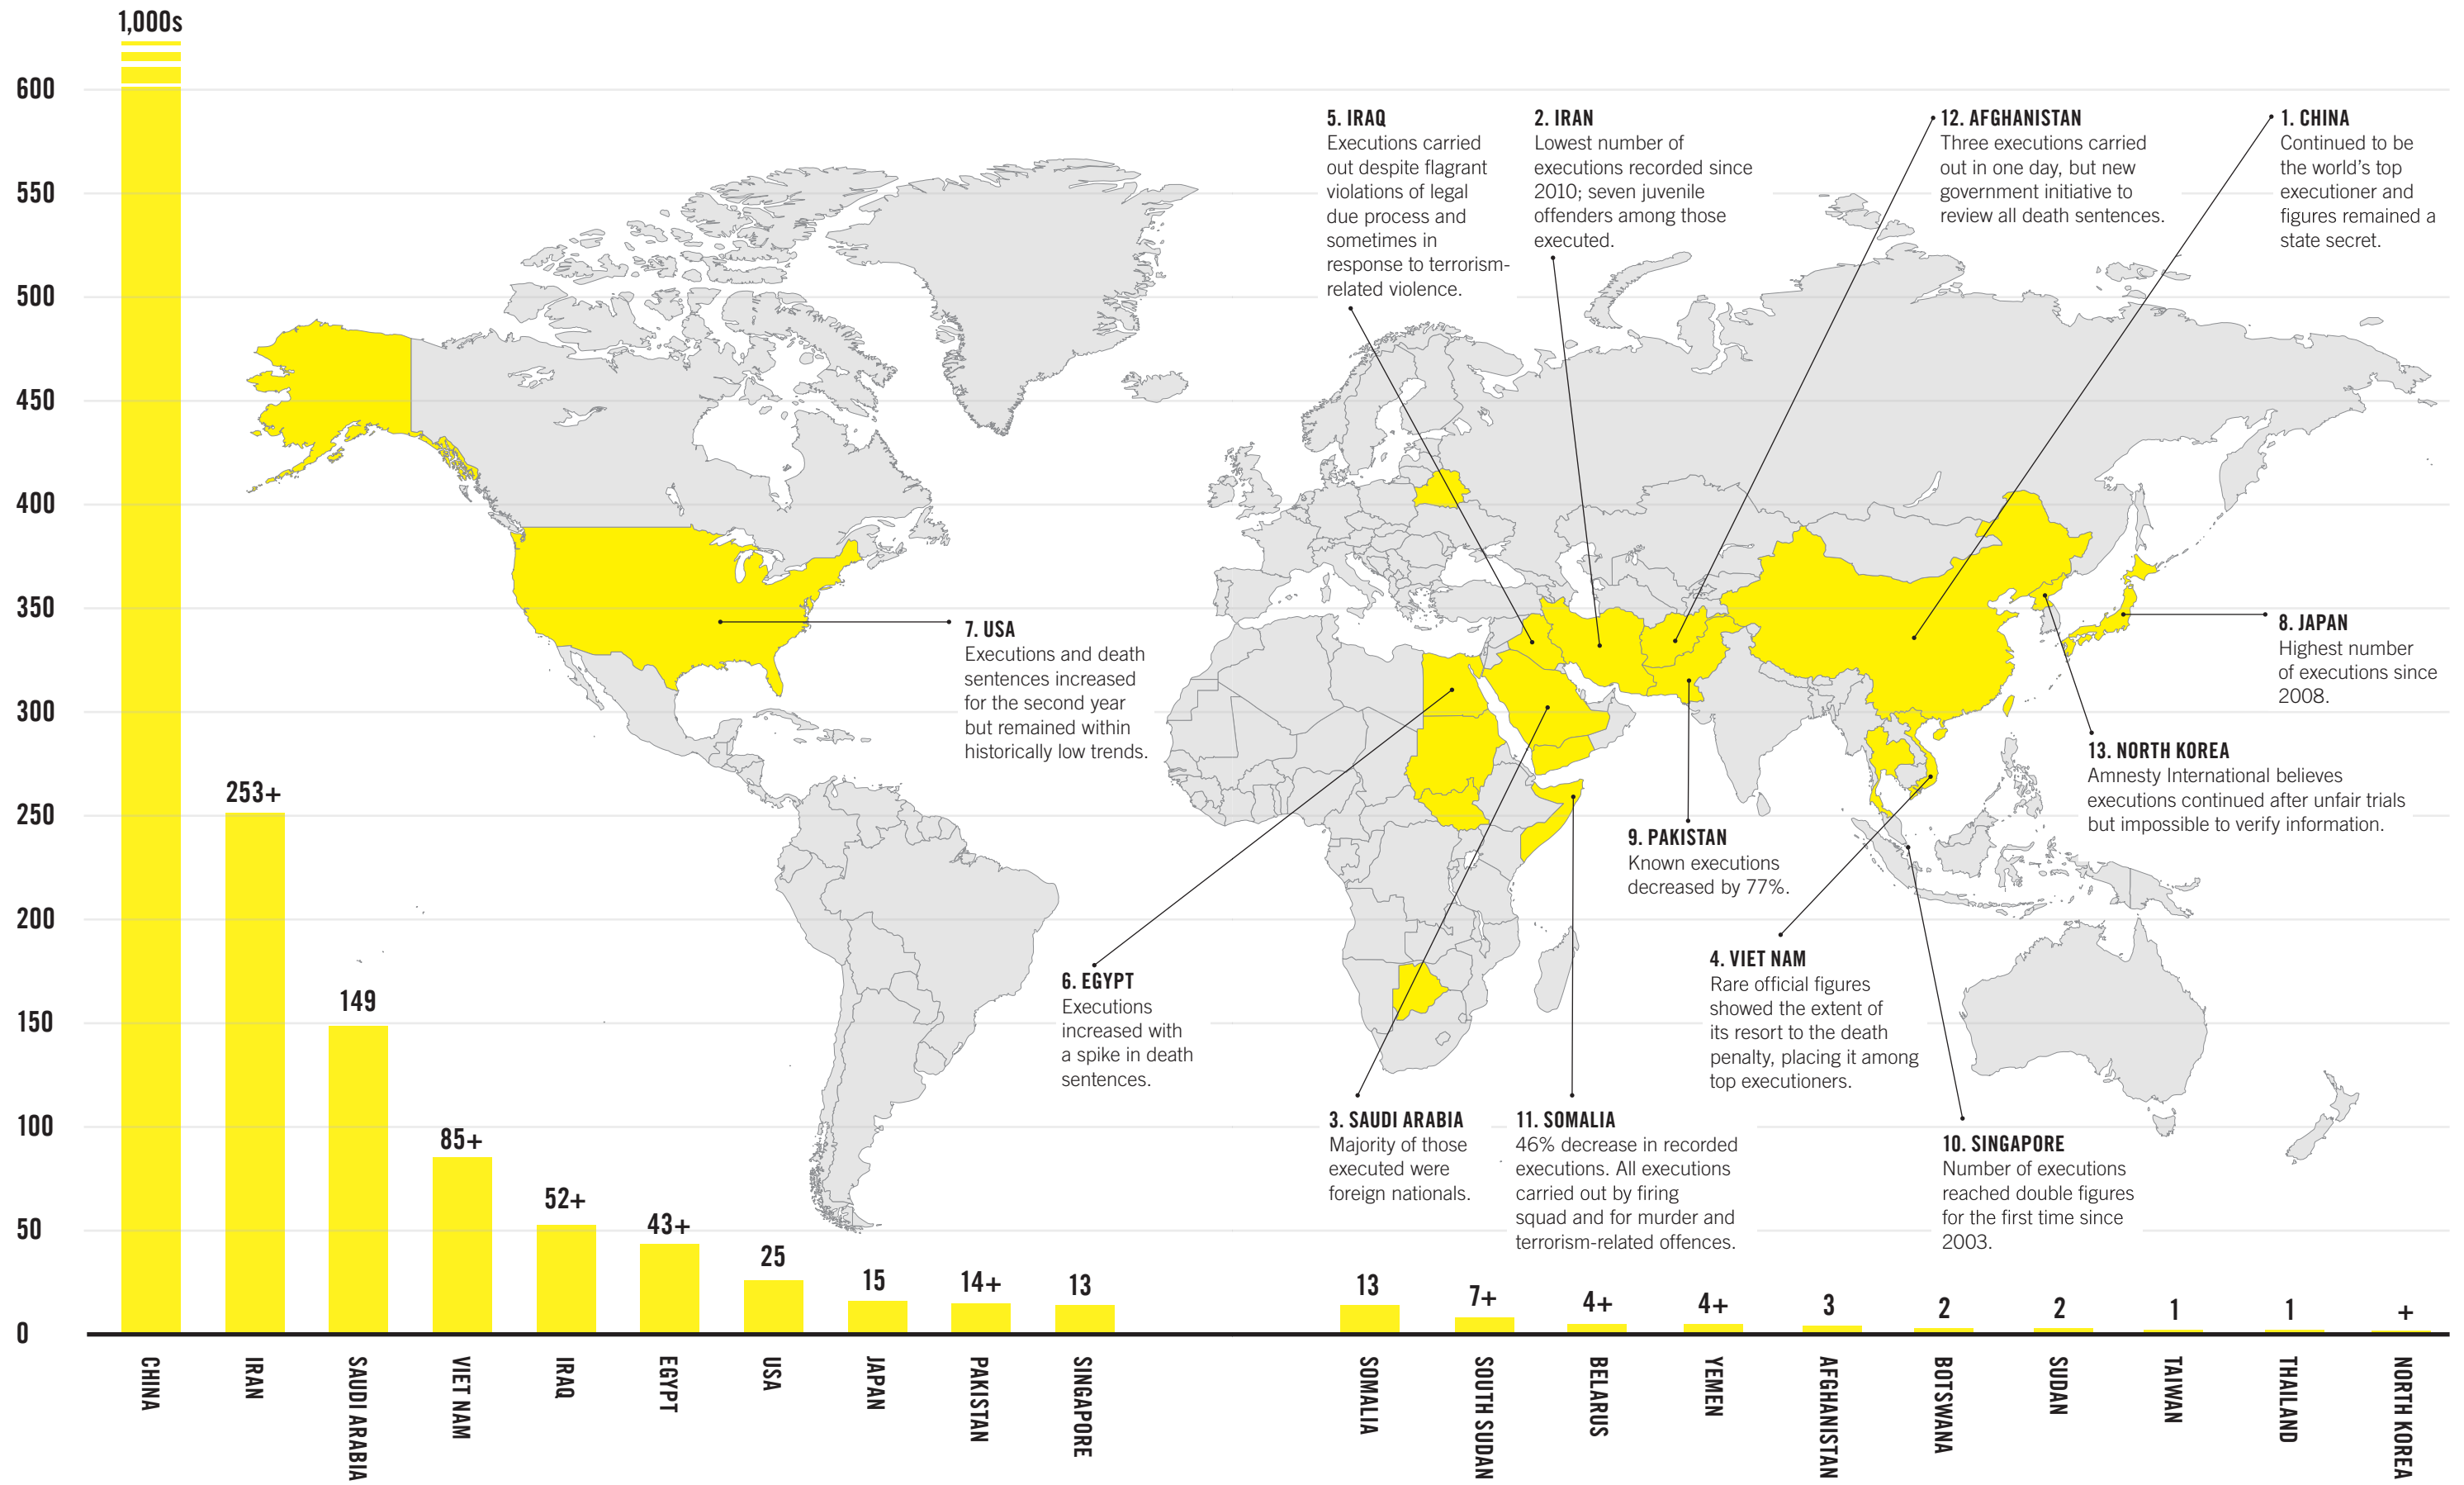 1,000s
600
550
500
450
400
350
300
250
200
150
100
50
0
5. IRAQ
Executions carried
out despite flagrant
violations of legal
due process and
sometimes in
response to terrorism-
related violence.
2. IRAN
Lowest number of
executions recorded since
2010; seven juvenile
offenders among those
executed.
12. AFGHANISTAN
Three executions carried
out in one day, but new
government initiative to
review all death sentences.
1. CHINA
Continued to be
the world's top
executioner and
figures remained a
state secret.
7. USA
Executions and death
sentences increased
for the second year
but remained within
historically low trends.
8. JAPAN
Highest number
of executions since
2008.
13. NORTH KOREA
Amnesty International believes
executions continued after unfair trials
but impossible to verify information.
9. PAKISTAN
Known executions
decreased by 77%.
4. VIET NAM
Rare official figures
showed the extent of
its resort to the death
penalty, placing it among
top executioners.
6. EGYPT
Executions
increased with
a spike in death
sentences.
3. SAUDI ARABIA
Majority of those
executed were
foreign nationals.
11. SOMALIA
46% decrease in recorded
executions. All executions
carried out by firing
squad and for murder and
terrorism-related offences.
10. SINGAPORE
Number of executions
reached double figures
for the first time since
2003.
253+
149
85+
52+
43+
25
15
14+
13
13
7+
4+
4+
3
2
2
1
1
+
CHINA
IRAN
SAUDI ARABIA
VIET NAM
IRAQ
EGYPT
USA
JAPAN
PAKISTAN
SINGAPORE
SOMALIA
SOUTH SUDAN
BELARUS
YEMEN
AFGHANISTAN
BOTSWANA
SUDAN
TAIWAN
THAILAND
NORTH KOREA